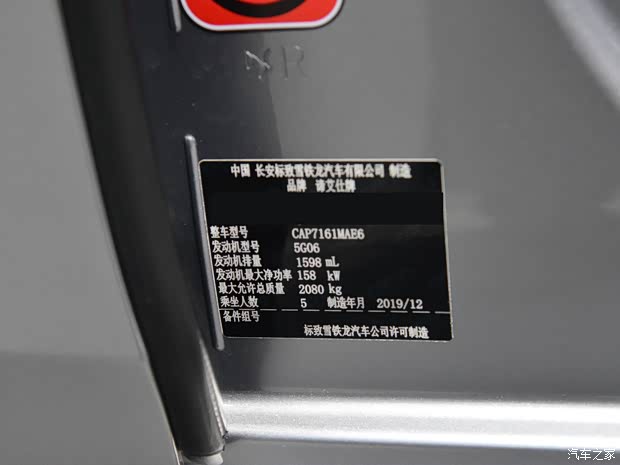 R
中国 长安标致雪铁龙汽车有限公司 制造
品牌 谛艾仕牌
整车型号 CAP7161MAE6
发动机型号 5G06
发动机排量 1598 mL
发动机最大净功率 158 kW
最大允许总质量 2080 kg
乘坐人数 5 制造年月 2019/12
备件组号
标致雪铁龙汽车公司许可制造
汽车之家